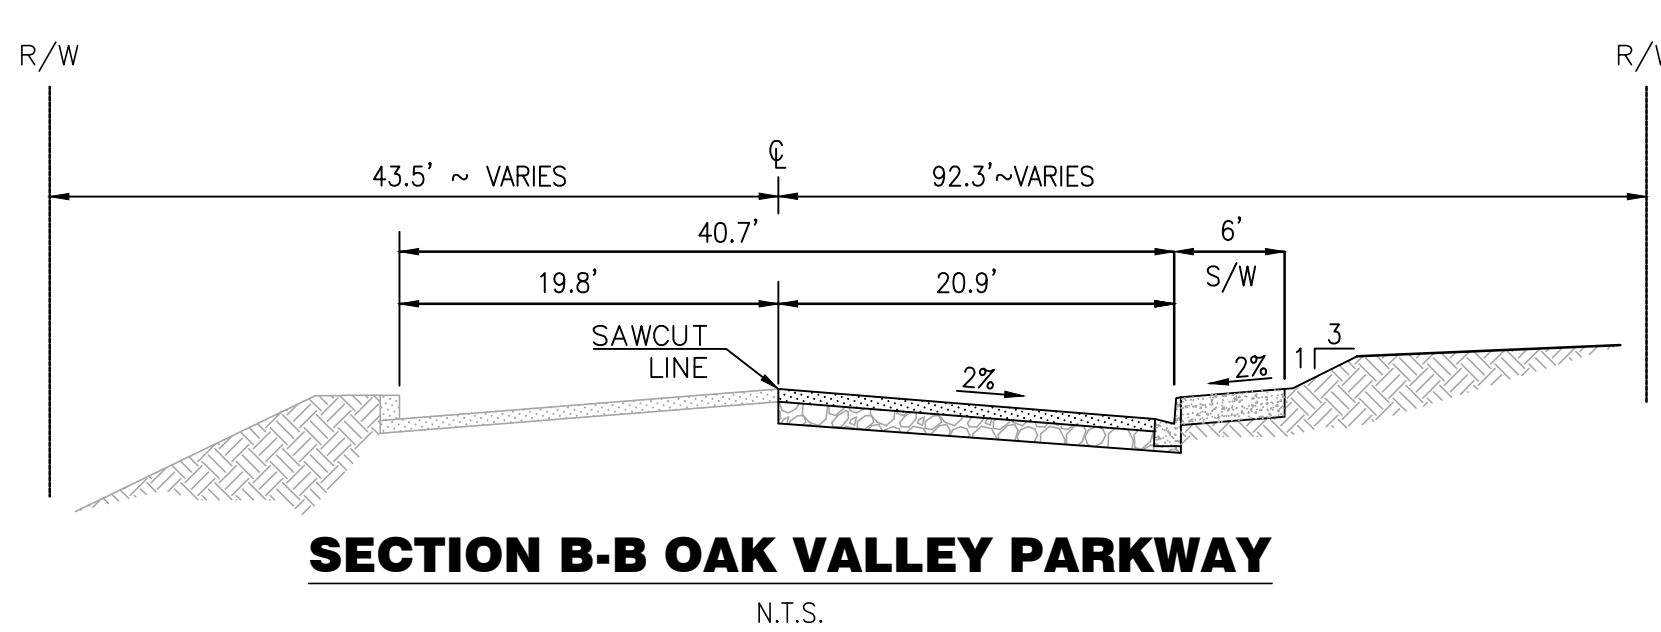 R/W
R/W
℄
43.5' ~ VARIES
92.3'~VARIES
40.7'
6'
S/W
19.8'
20.9'
SAWCUT
LINE
2%
2%
1
3
SECTION B-B OAK VALLEY PARKWAY
N.T.S.